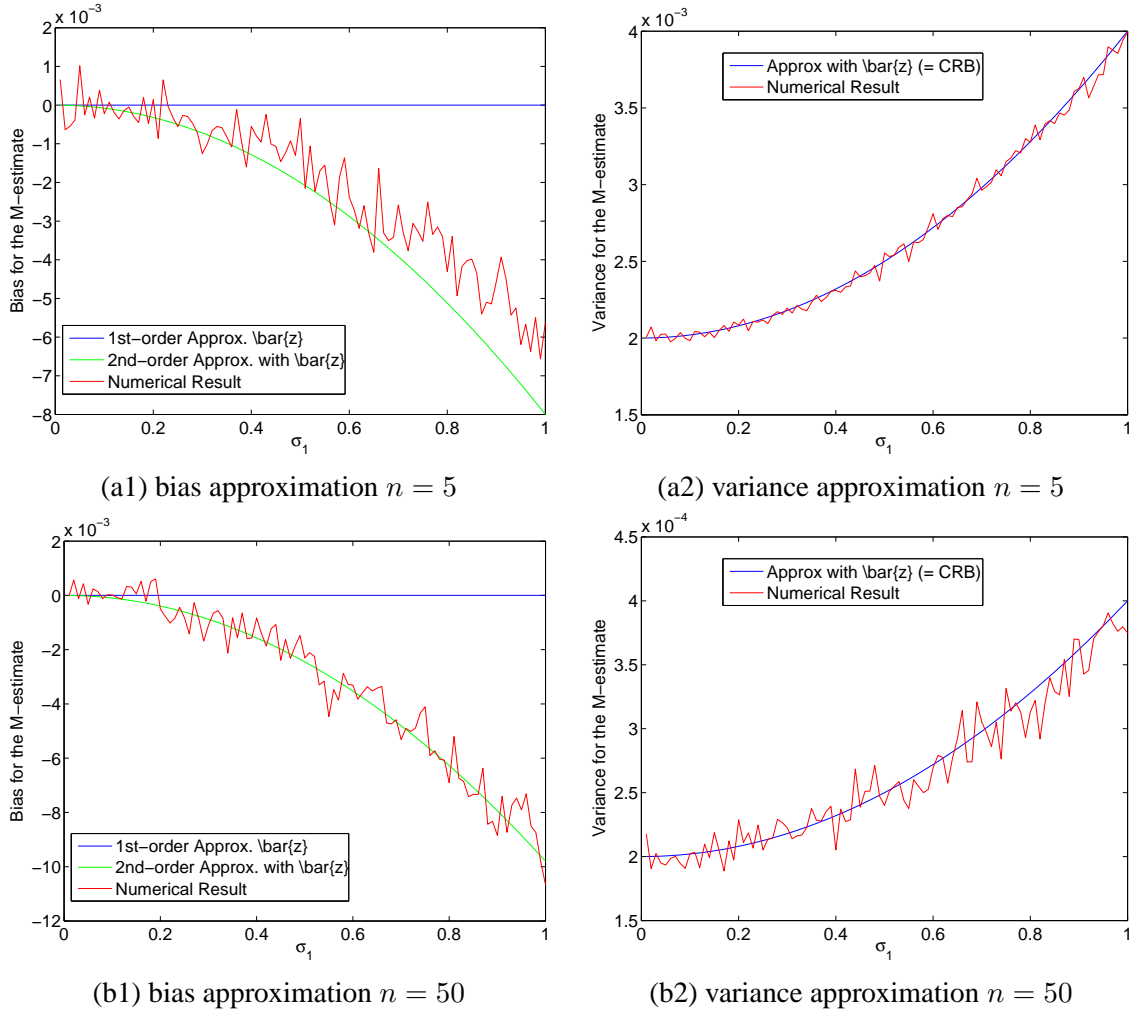 x 10⁻³
2
1
0
−1
−2
−3
−4
−5
−6
−7
−8
0
0.2
0.4
0.6
0.8
1
σ₁
Bias for the M−estimate
1st−order Approx. \bar{z}
2nd−order Approx. with \bar{z}
Numerical Result
(a1) bias approximation n = 5
x 10⁻³
4
3.5
3
2.5
2
1.5
0
0.2
0.4
0.6
0.8
1
σ₁
Variance for the M−estimate
Approx with \bar{z} (= CRB)
Numerical Result
(a2) variance approximation n = 5
x 10⁻³
2
0
−2
−4
−6
−8
−10
−12
0
0.2
0.4
0.6
0.8
1
σ₁
Bias for the M−estimate
1st−order Approx. \bar{z}
2nd−order Approx. with \bar{z}
Numerical Result
(b1) bias approximation n = 50
x 10⁻⁴
4
3.5
3
2.5
2
1.5
0
0.2
0.4
0.6
0.8
1
σ₁
Variance for the M−estimate
Approx with \bar{z} (= CRB)
Numerical Result
(b2) variance approximation n = 50